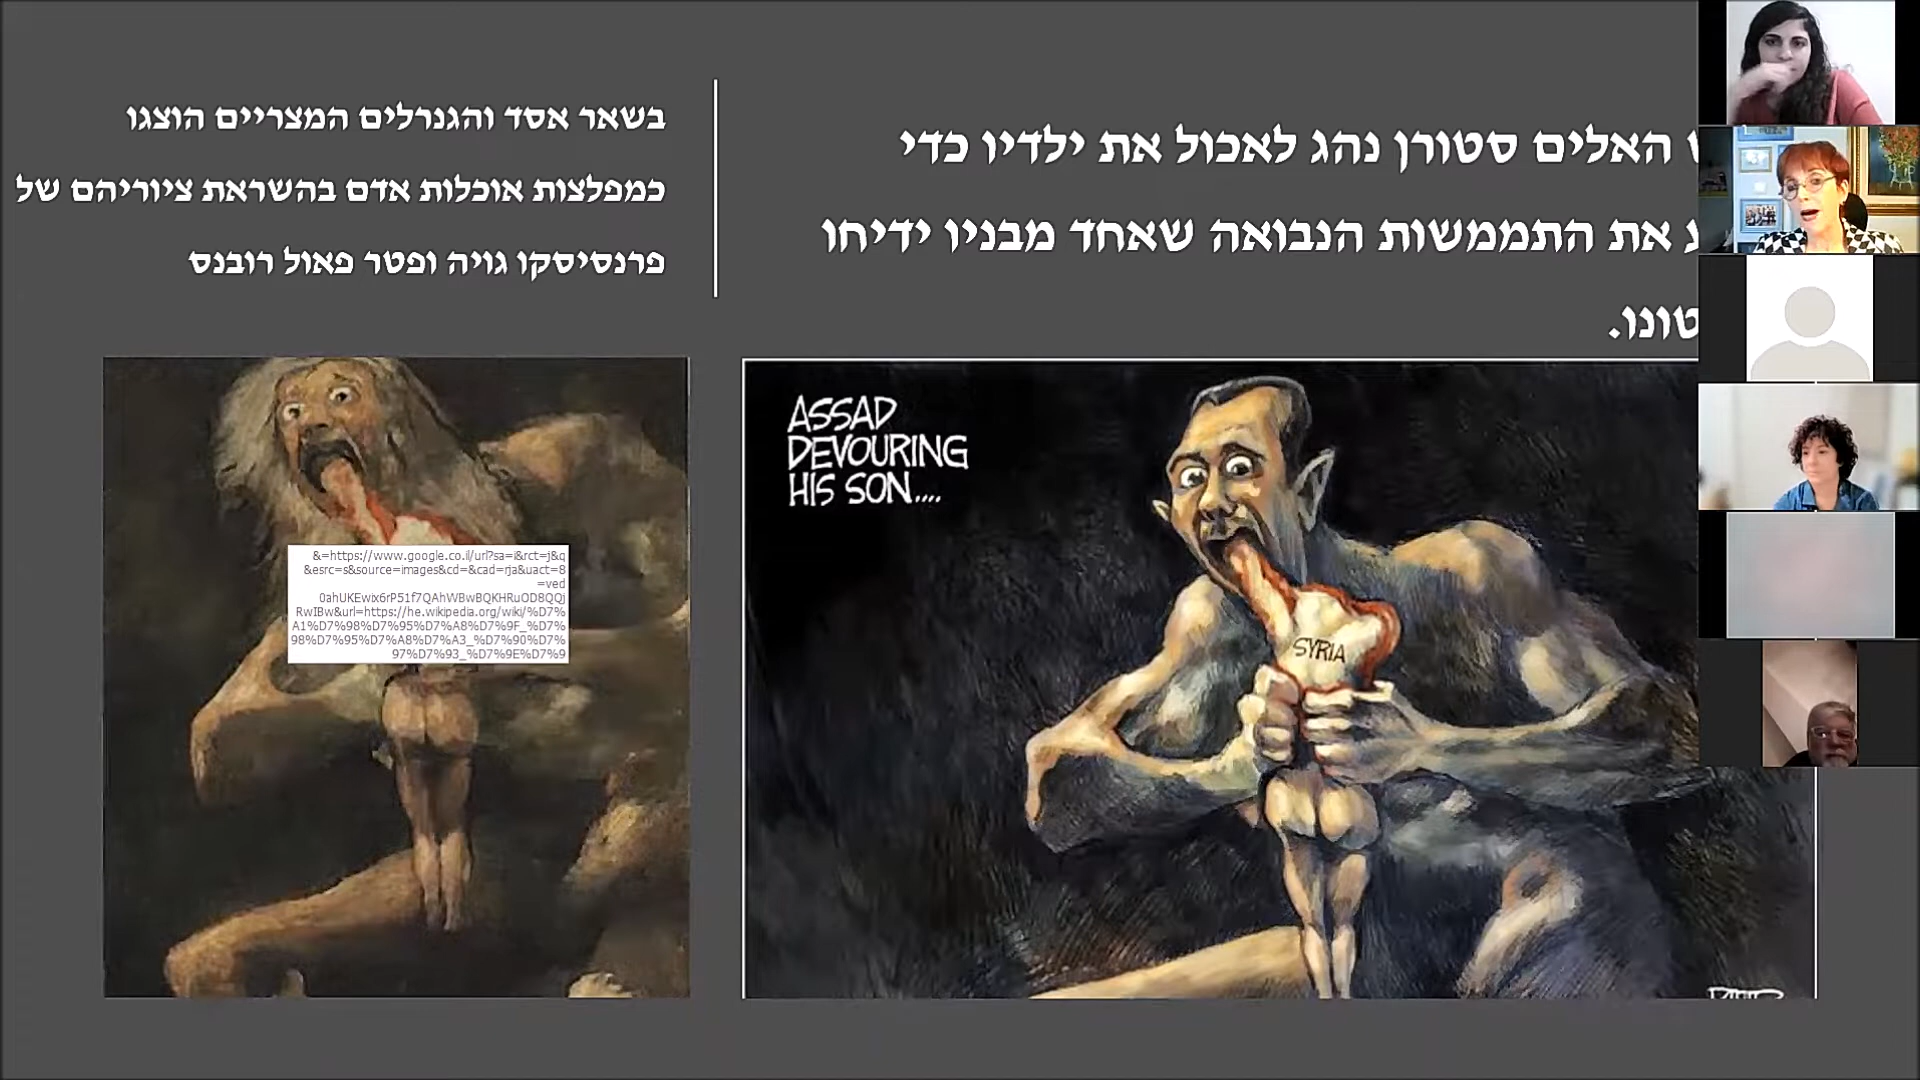 האלים סטורן נהג לאכול את ילדיו כדי
את התממשות הנבואה שאחד מבניו ידיחו
בשאר אסד והגנרלים המצריים הוצגו
כמפלצות אוכלות אדם בהשראת ציוריהם של
פרנסיסקו גויה ופטר פאול רובנס
ASSAD
DEVOURING
HIS SON....
SYRIA
&=https://www.google.co.il/url?sa=i&rct=j&q
&esrc=s&source=images&cd=&cad=rja&uact=8
=ved
0ahUKEwix6rP51f7QAhWBwBQKHRuOD8QQj
RwIBw&url=https://he.wikipedia.org/wiki/%D7%
A1%D7%98%D7%95%D7%A8%D7%9F_%D7%
98%D7%95%D7%A8%D7%A3_%D7%90%D7%
97%D7%93_%D7%9E%D7%9